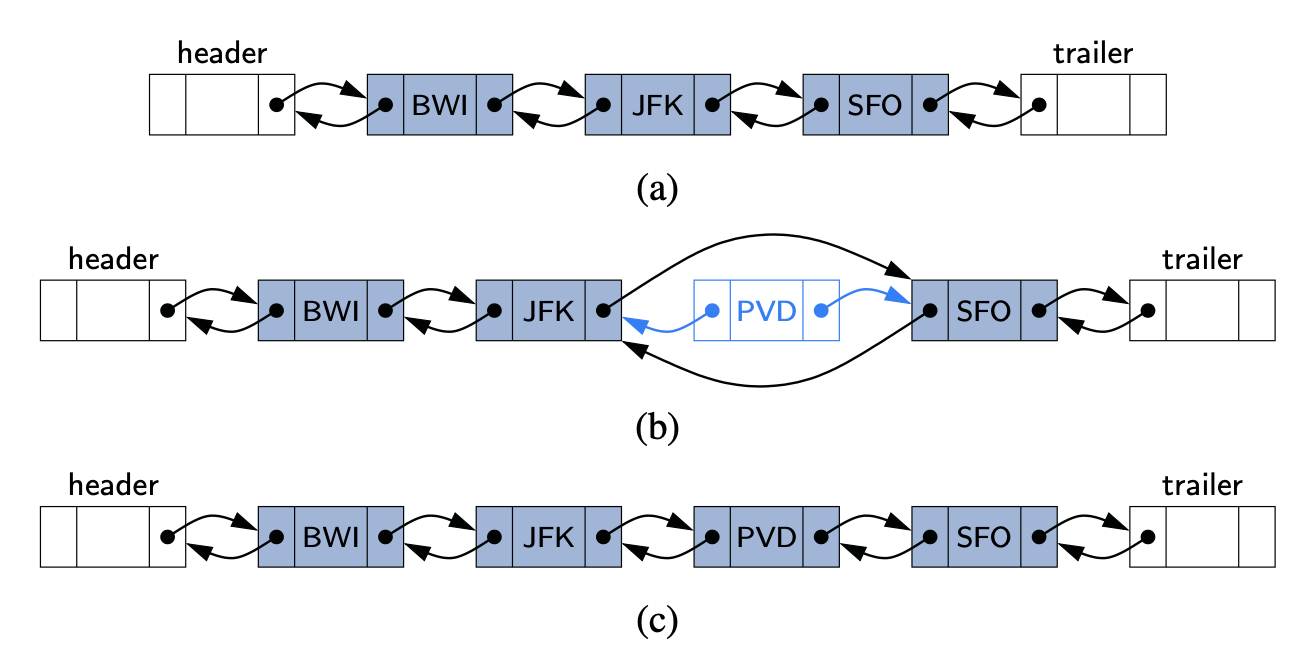 header trailer
BWI JFK SFO
(a)
header trailer
BWI JFK PVD SFO
(b)
header trailer
BWI JFK PVD SFO
(c)